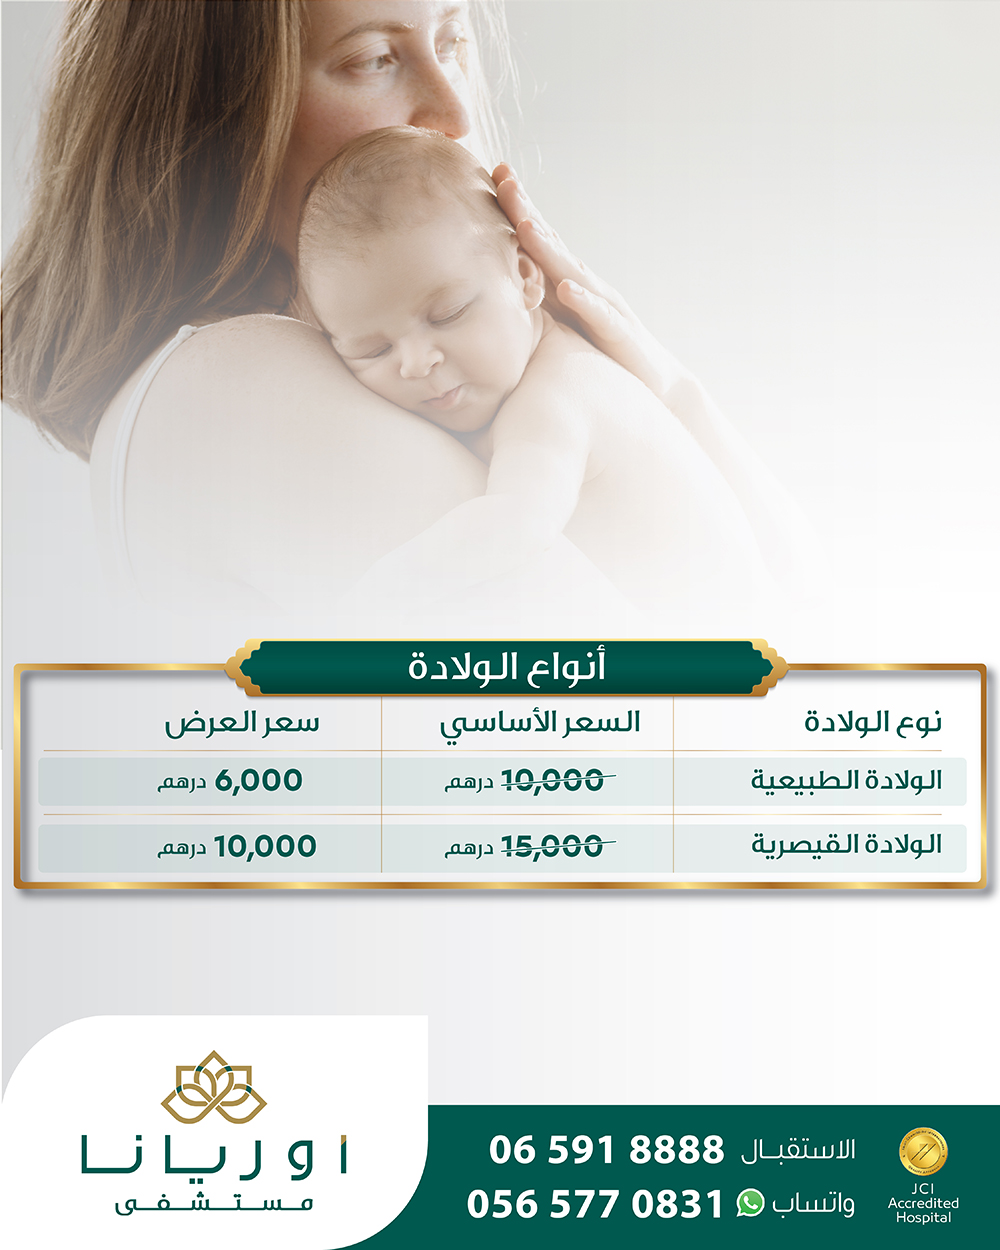 أنواع الولادة
نوع الولادة السعر الأساسي سعر العرض
الولادة الطبيعية 10,000 درهم 6,000 درهم
الولادة القيصرية 15,000 درهم 10,000 درهم
اوريانا
مستشفى
الاستقبال 06 591 8888
واتساب 056 577 0831
JCI
Accredited
Hospital